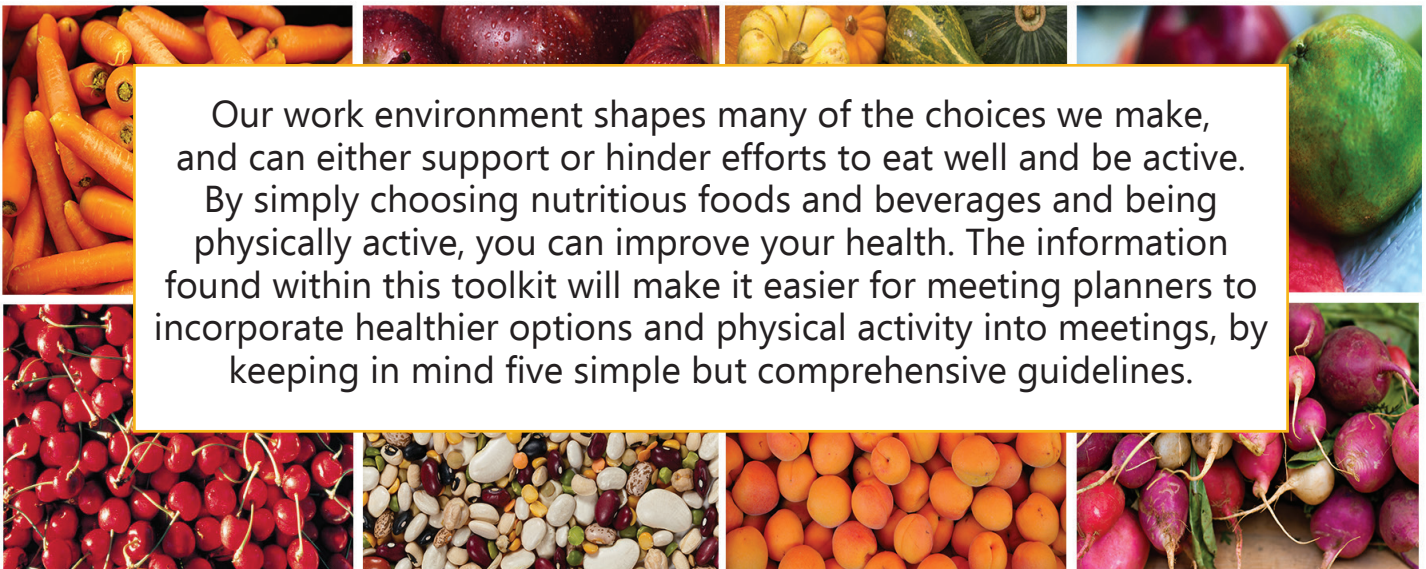 Our work environment shapes many of the choices we make,
and can either support or hinder efforts to eat well and be active.
By simply choosing nutritious foods and beverages and being
physically active, you can improve your health. The information
found within this toolkit will make it easier for meeting planners to
incorporate healthier options and physical activity into meetings, by
keeping in mind five simple but comprehensive guidelines.